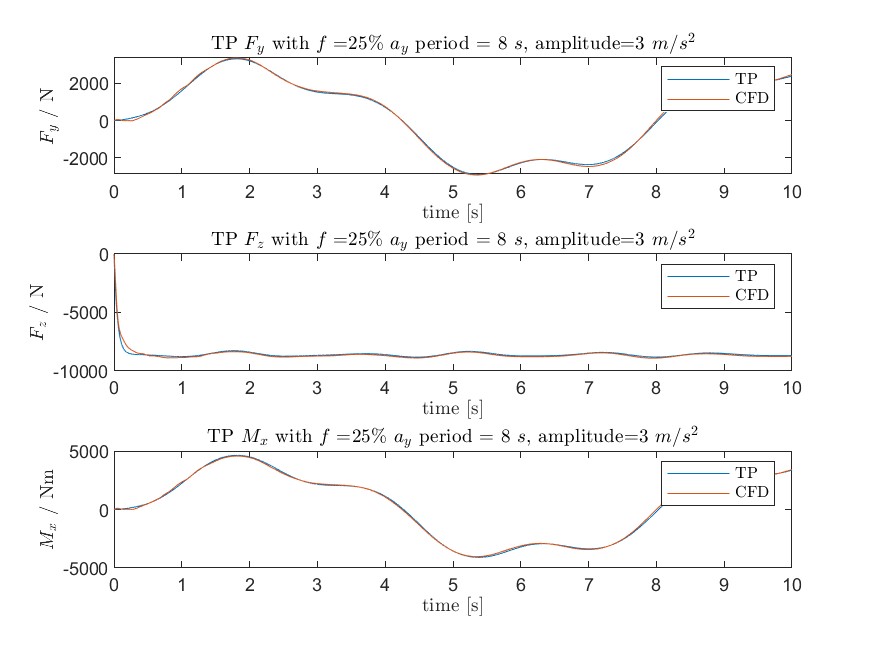 TP F_y with f =25% a_y period = 8 s, amplitude=3 m/s²
F_y / N
2000
0
-2000
TP
CFD
0 1 2 3 4 5 6 7 8 9 10
time [s]
TP F_z with f =25% a_y period = 8 s, amplitude=3 m/s²
F_z / N
0
-5000
-10000
TP
CFD
0 1 2 3 4 5 6 7 8 9 10
time [s]
TP M_x with f =25% a_y period = 8 s, amplitude=3 m/s²
M_x / Nm
5000
0
-5000
TP
CFD
0 1 2 3 4 5 6 7 8 9 10
time [s]